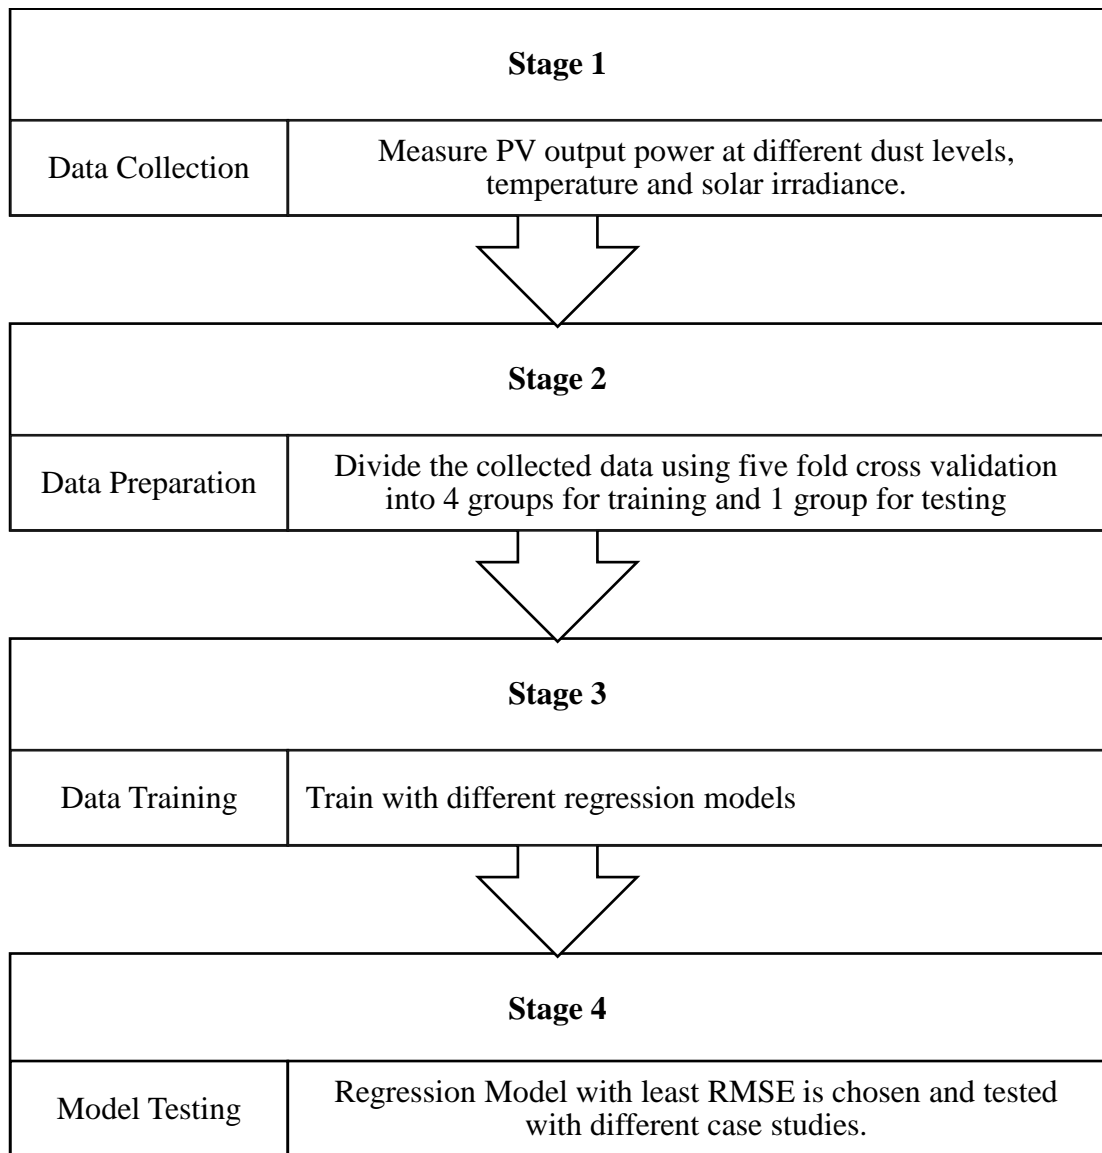 Stage 1
Data Collection
Measure PV output power at different dust levels,
temperature and solar irradiance.
Stage 2
Data Preparation
Divide the collected data using five fold cross validation
into 4 groups for training and 1 group for testing
Stage 3
Data Training
Train with different regression models
Stage 4
Model Testing
Regression Model with least RMSE is chosen and tested
with different case studies.